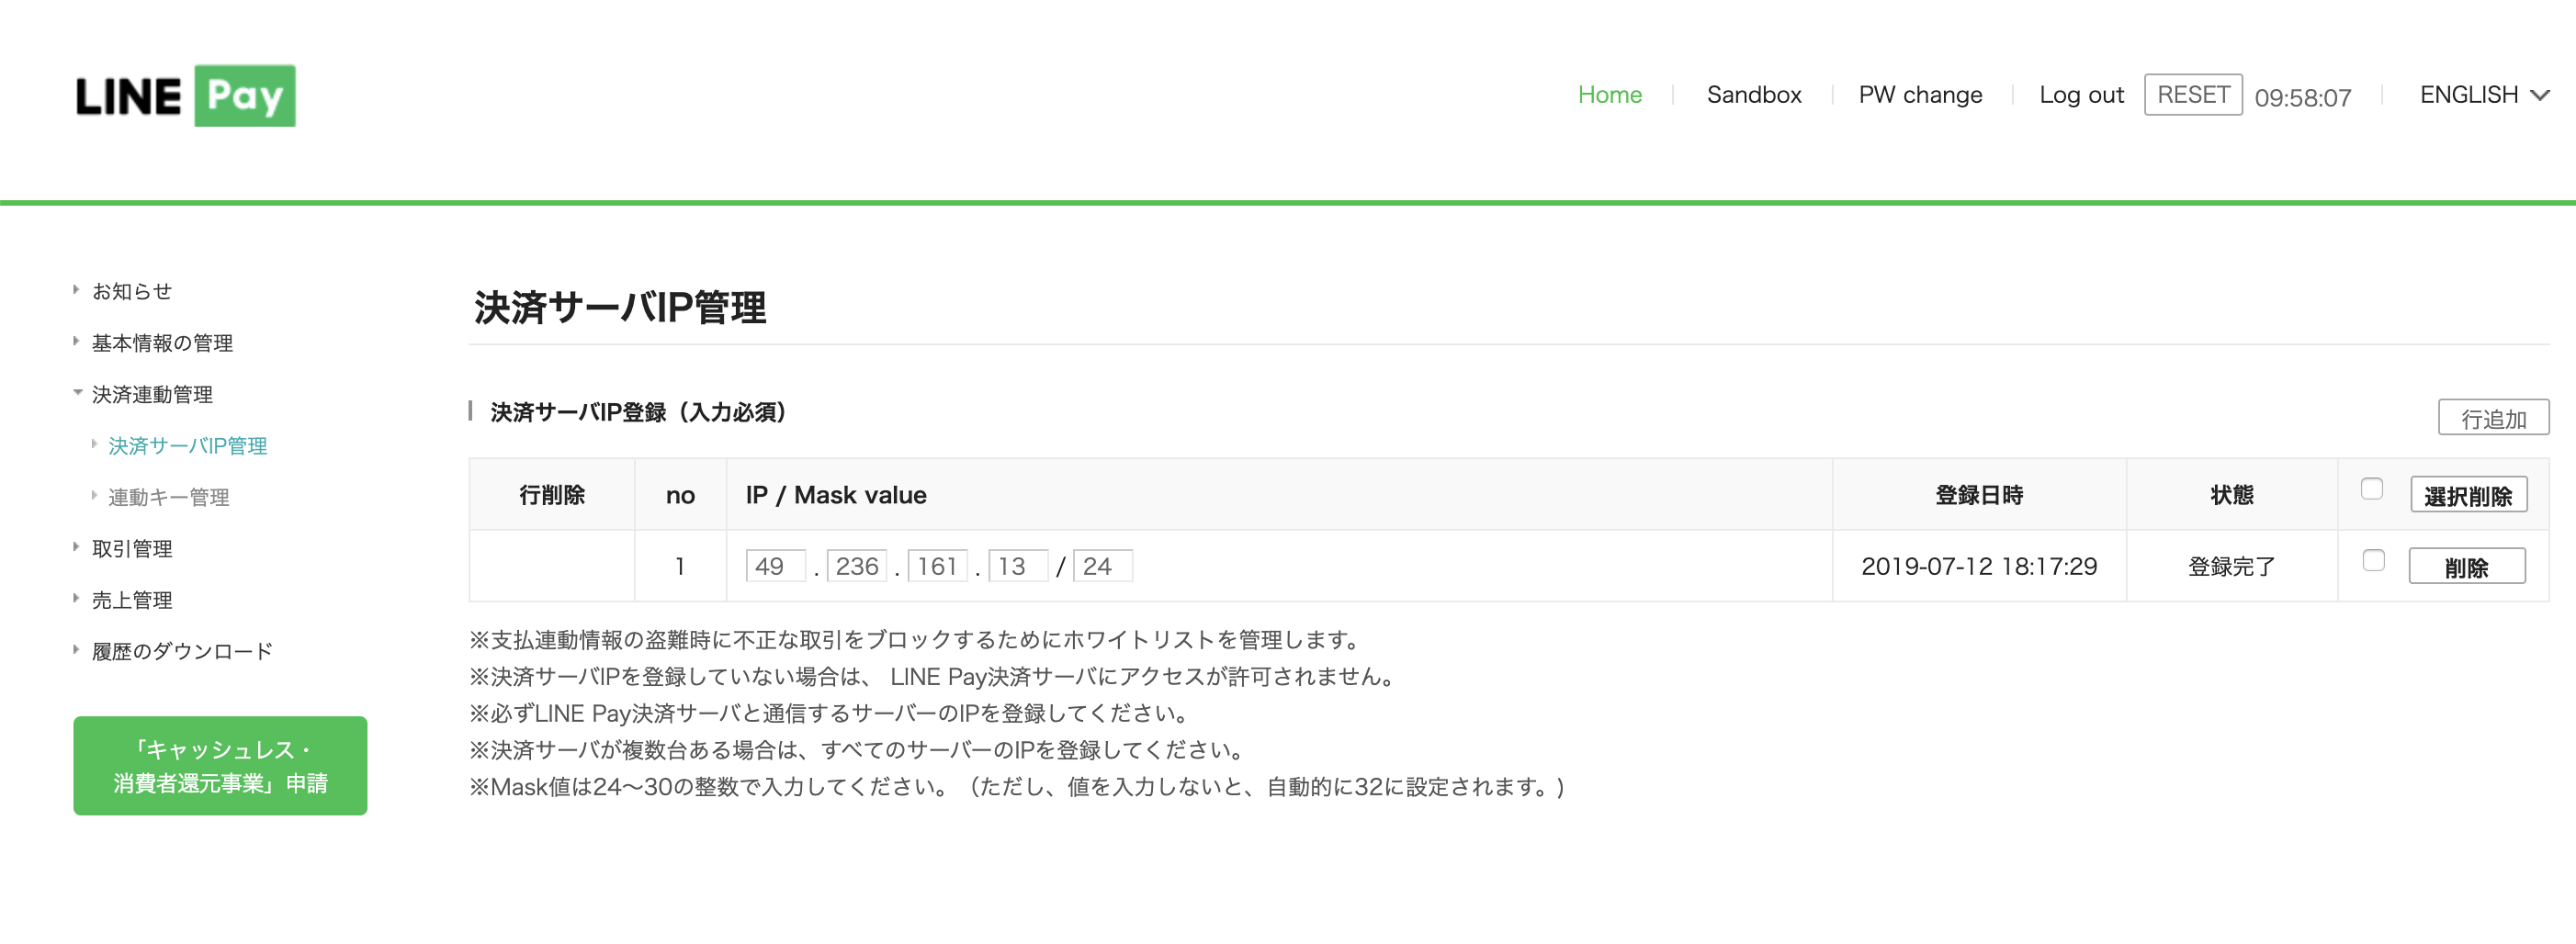 LINE Pay
Home Sandbox PW change Log out RESET 09:58:07 ENGLISH
お知らせ
基本情報の管理
決済連動管理
決済サーバIP管理
連動キー管理
取引管理
売上管理
履歴のダウンロード
「キャッシュレス・
消費者還元事業」申請
決済サーバIP管理
決済サーバIP登録（入力必須）
行追加
行削除 no IP / Mask value 登録日時 状態 選択削除
1 49 . 236 . 161 . 13 / 24 2019-07-12 18:17:29 登録完了 削除
※支払連動情報の盗難時に不正な取引をブロックするためにホワイトリストを管理します。
※決済サーバIPを登録していない場合は、 LINE Pay決済サーバにアクセスが許可されません。
※必ずLINE Pay決済サーバと通信するサーバーのIPを登録してください。
※決済サーバが複数台ある場合は、すべてのサーバーのIPを登録してください。
※Mask値は24～30の整数で入力してください。（ただし、値を入力しないと、自動的に32に設定されます。)